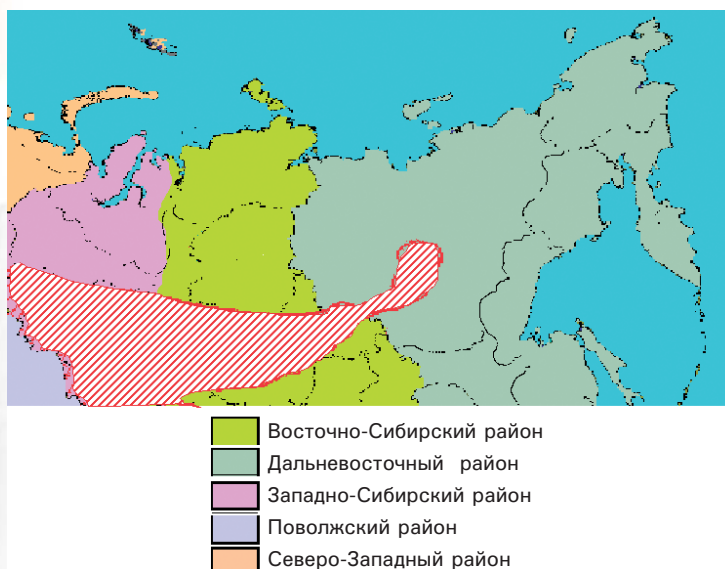 Восточно-Сибирский район
Дальневосточный район
Западно-Сибирский район
Поволжский район
Северо-Западный район